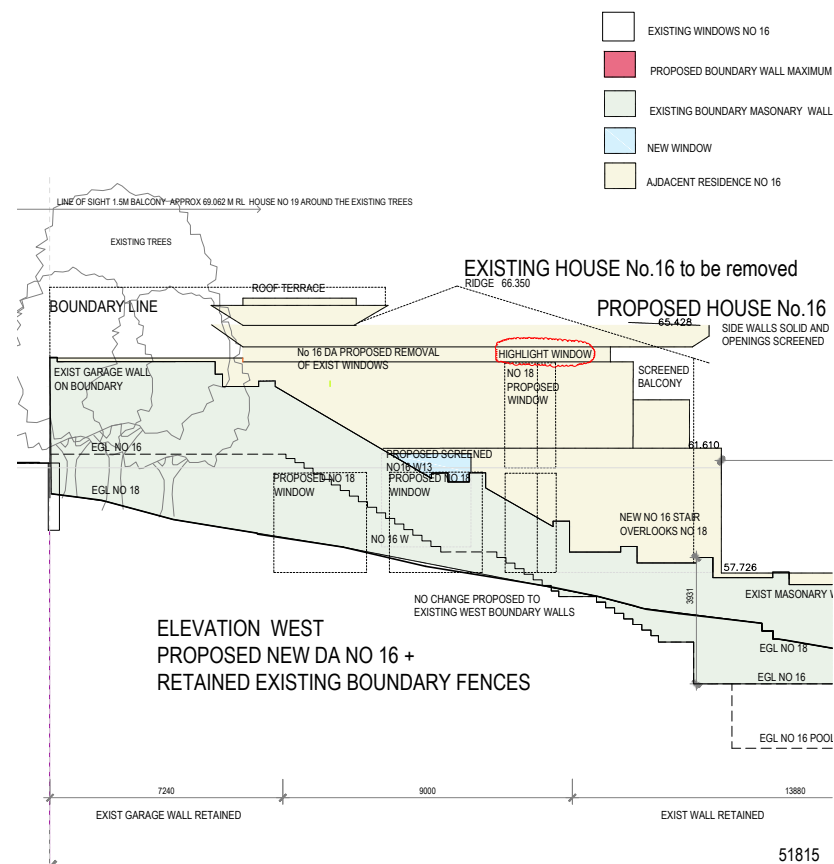 EXISTING WINDOWS NO 16
PROPOSED BOUNDARY WALL MAXIMUM
EXISTING BOUNDARY MASONARY WALL
NEW WINDOW
AJDACENT RESIDENCE NO 16
LINE OF SIGHT 1.5M BALCONY APPROX 69.062 M RL HOUSE NO 19 AROUND THE EXISTING TREES
EXISTING TREES
EXISTING HOUSE No.16 to be removed
RIDGE 66.350
ROOF TERRACE
BOUNDARY LINE
PROPOSED HOUSE No.16
65.428
SIDE WALLS SOLID AND
OPENINGS SCREENED
No 16 DA PROPOSED REMOVAL
OF EXIST WINDOWS
HIGHLIGHT WINDOW
EXIST GARAGE WALL
ON BOUNDARY
NO 18
PROPOSED
WINDOW
SCREENED
BALCONY
EGL NO 16
61.610
PROPOSED SCREENED
NO16 W13
PROPOSED NO 18
WINDOW
PROPOSED NO 18
WINDOW
EGL NO 18
NEW NO 16 STAIR
OVERLOOKS NO 18
NO 16 W
57.726
EXIST MASONARY W
3931
NO CHANGE PROPOSED TO
EXISTING WEST BOUNDARY WALLS
ELEVATION WEST
PROPOSED NEW DA NO 16 +
RETAINED EXISTING BOUNDARY FENCES
EGL NO 18
EGL NO 16
EGL NO 16 POOL
7240
9000
13880
EXIST GARAGE WALL RETAINED
EXIST WALL RETAINED
51815